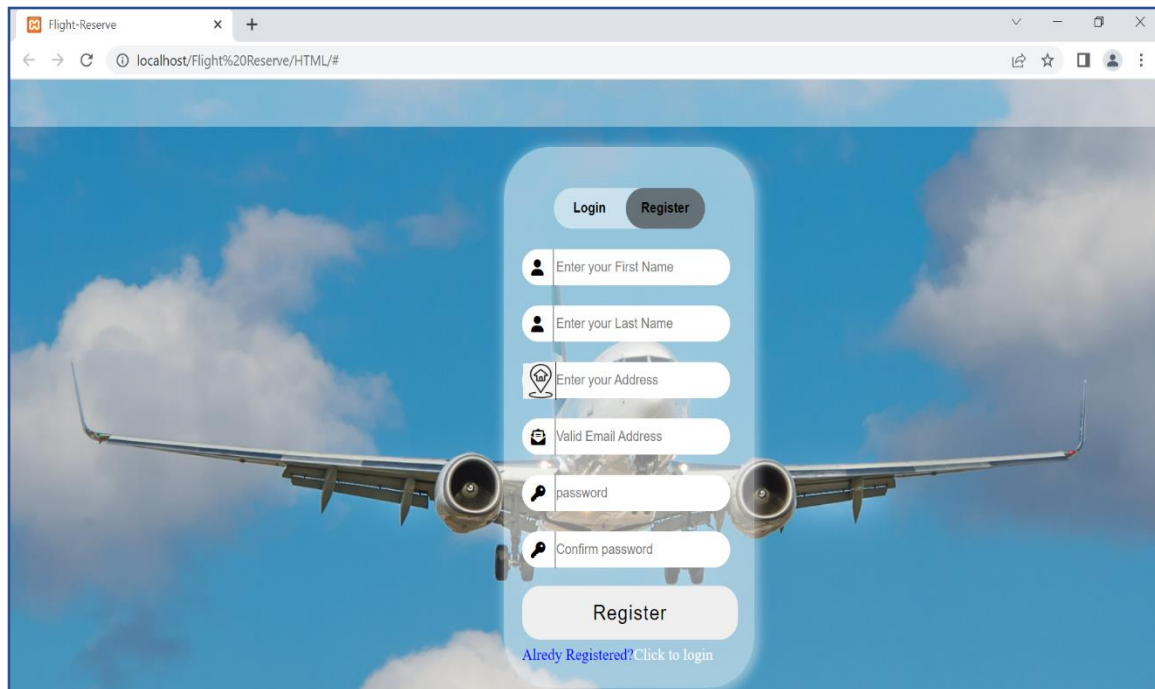 Flight-Reserve
localhost/Flight%20Reserve/HTML/#
Login Register
Enter your First Name
Enter your Last Name
Enter your Address
Valid Email Address
password
Confirm password
Register
Alredy Registered?Click to login